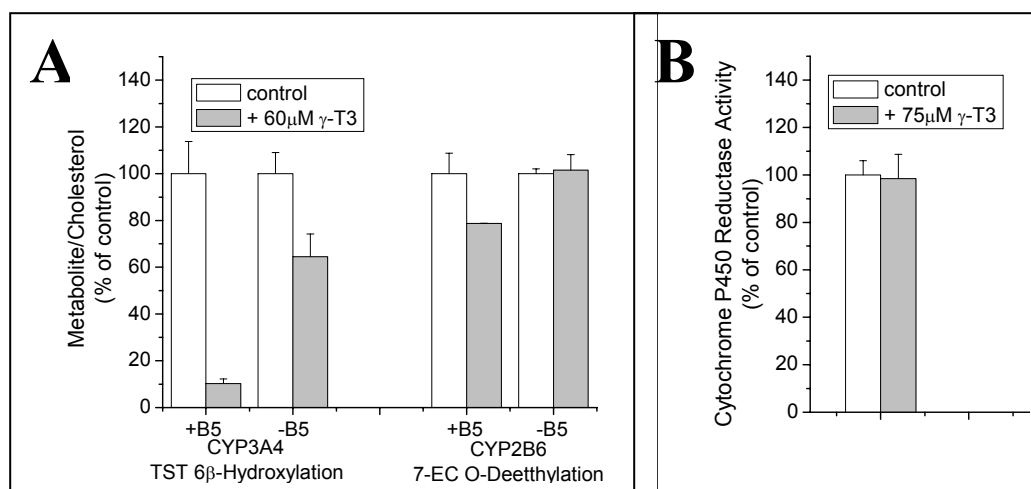 A
140
120
100
80
60
40
20
0
Metabolite/Cholesterol
(% of control)
control
+ 60μM γ-T3
+B5
-B5
+B5
-B5
CYP3A4
CYP2B6
TST 6β-Hydroxylation
7-EC O-Deetthylation
B
140
120
100
80
60
40
20
0
Cytochrome P450 Reductase Activity
(% of control)
control
+ 75μM γ-T3